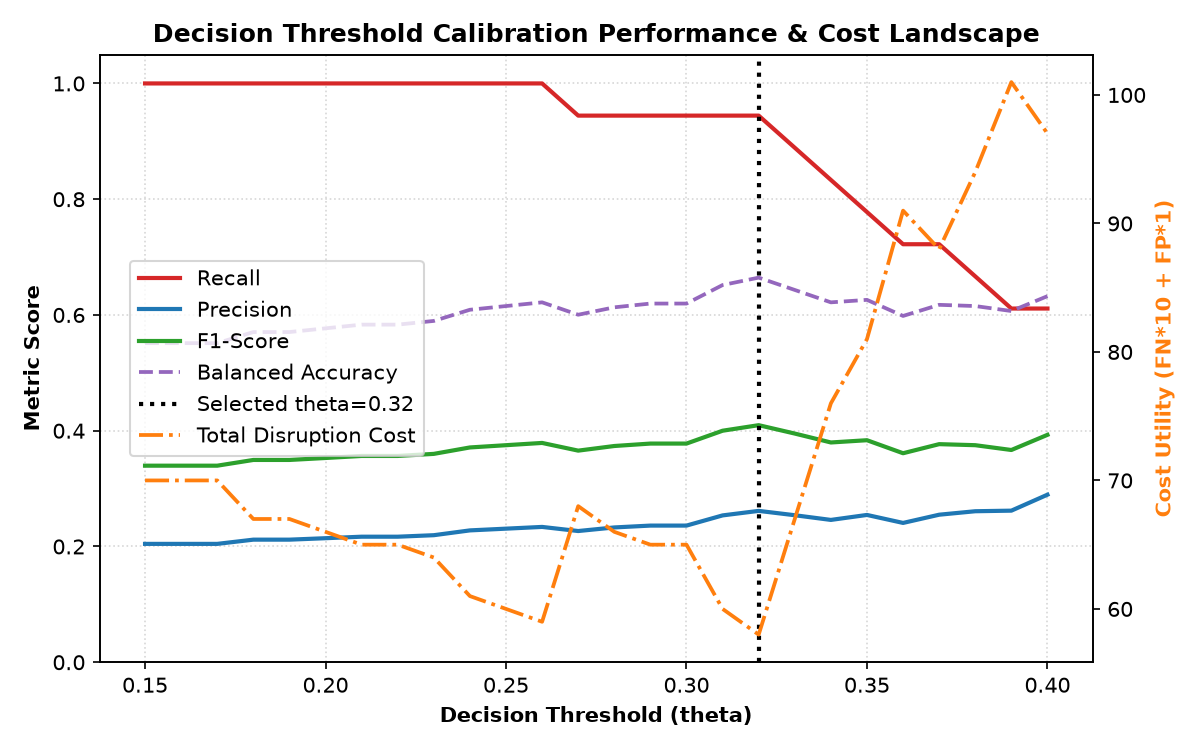 Decision Threshold Calibration Performance & Cost Landscape
1.0
0.8
0.6
0.4
0.2
0.0
Metric Score
Recall
Precision
F1-Score
Balanced Accuracy
Selected theta=0.32
Total Disruption Cost
100
90
80
70
60
Cost Utility (FN*10 + FP*1)
0.15 0.20 0.25 0.30 0.35 0.40
Decision Threshold (theta)